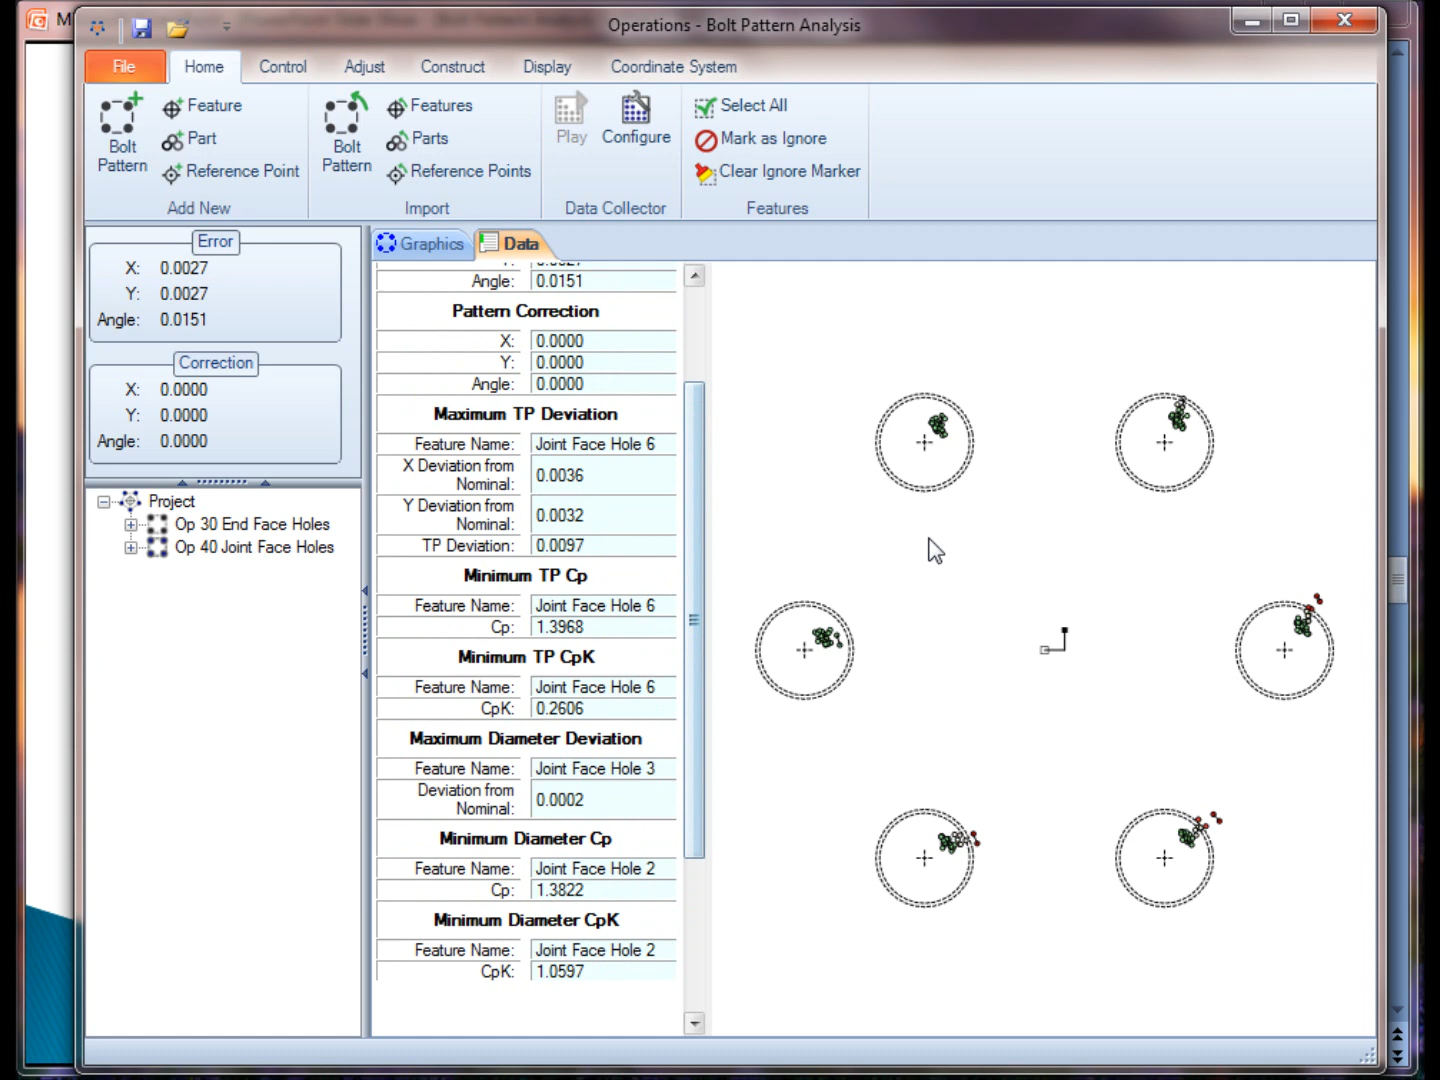 M
Operations - Bolt Pattern Analysis
File Home Control Adjust Construct Display Coordinate System
Bolt Pattern
Feature
Part
Reference Point
Add New
Bolt Pattern
Features
Parts
Reference Points
Import
Play
Configure
Data Collector
Select All
Mark as Ignore
Clear Ignore Marker
Features
Error
X: 0.0027
Y: 0.0027
Angle: 0.0151
Correction
X: 0.0000
Y: 0.0000
Angle: 0.0000
Project
Op 30 End Face Holes
Op 40 Joint Face Holes
Graphics Data
Angle: 0.0151
Pattern Correction
X: 0.0000
Y: 0.0000
Angle: 0.0000
Maximum TP Deviation
Feature Name: Joint Face Hole 6
X Deviation from Nominal: 0.0036
Y Deviation from Nominal: 0.0032
TP Deviation: 0.0097
Minimum TP Cp
Feature Name: Joint Face Hole 6
Cp: 1.3968
Minimum TP CpK
Feature Name: Joint Face Hole 6
CpK: 0.2606
Maximum Diameter Deviation
Feature Name: Joint Face Hole 3
Deviation from Nominal: 0.0002
Minimum Diameter Cp
Feature Name: Joint Face Hole 2
Cp: 1.3822
Minimum Diameter CpK
Feature Name: Joint Face Hole 2
CpK: 1.0597